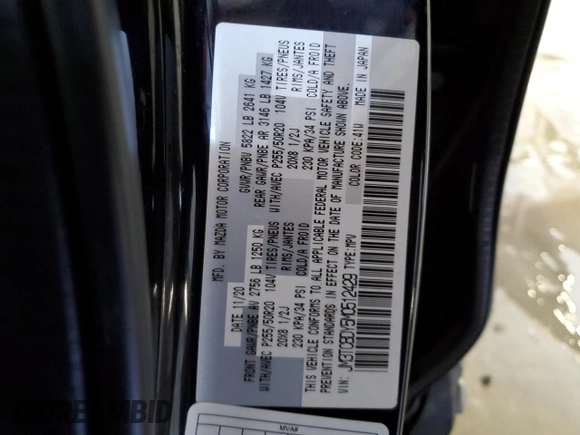 MFD. BY MAZDA MOTOR CORPORATION
DATE 11/20 GVWR/PNBV 5822 LB 2641 KG
FRONT GAWR/PNBE AV 2756 LB 1250 KG REAR GAWR/PNBE AR 3146 LB 1427 KG
WITH/AVEC P255/50R20 104V TIRES/PNEUS WITH/AVEC P255/50R20 104V TIRES/PNEUS
20X8 1/2J RIMS/JANTES 20X8 1/2J RIMS/JANTES
230 KPA/34 PSI COLD/A FROID 230 KPA/34 PSI COLD/A FROID
THIS VEHICLE CONFORMS TO ALL APPLICABLE FEDERAL MOTOR VEHICLE SAFETY AND THEFT
PREVENTION STANDARDS IN EFFECT ON THE DATE OF MANUFACTURE SHOWN ABOVE.
VIN: JM3TCBDY9M0512429 TYPE:MPV COLOR CODE:41W MADE IN JAPAN
MVA#